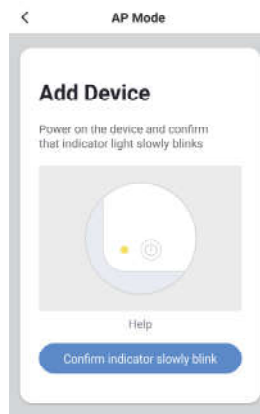 AP Mode
Add Device
Power on the device and confirm
that indicator light slowly blinks
Help
Confirm indicator slowly blink